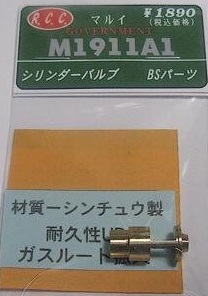 R.C.C.
マルイ
¥1890
(税込価格)
GOVERNMENT
M1911A1
シリンダーバルブ BSパーツ
材質ーシンチュウ製
耐久性UP
ガスルート